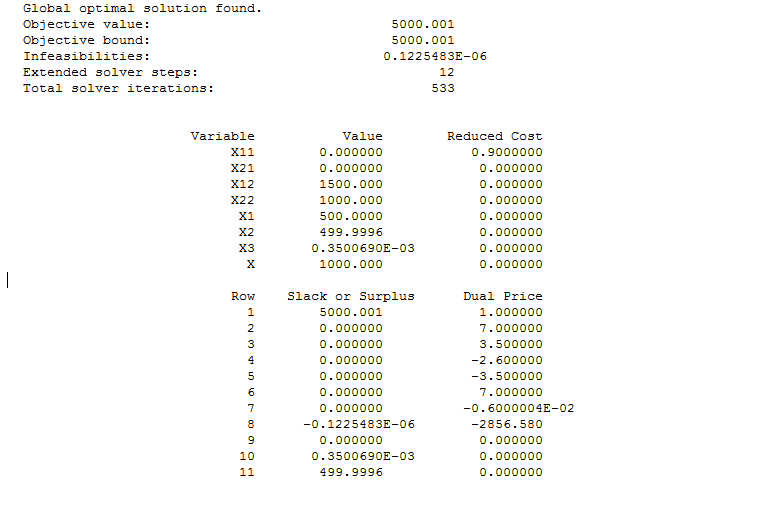 Global optimal solution found.
Objective value: 5000.001
Objective bound: 5000.001
Infeasibilities: 0.1225483E-06
Extended solver steps: 12
Total solver iterations: 533
Variable Value Reduced Cost
X11 0.000000 0.9000000
X21 0.000000 0.000000
X12 1500.000 0.000000
X22 1000.000 0.000000
X1 500.0000 0.000000
X2 499.9996 0.000000
X3 0.3500690E-03 0.000000
X 1000.000 0.000000
Row Slack or Surplus Dual Price
1 5000.001 1.000000
2 0.000000 7.000000
3 0.000000 3.500000
4 0.000000 -2.600000
5 0.000000 -3.500000
6 0.000000 7.000000
7 0.000000 -0.6000004E-02
8 -0.1225483E-06 -2856.580
9 0.000000 0.000000
10 0.3500690E-03 0.000000
11 499.9996 0.000000